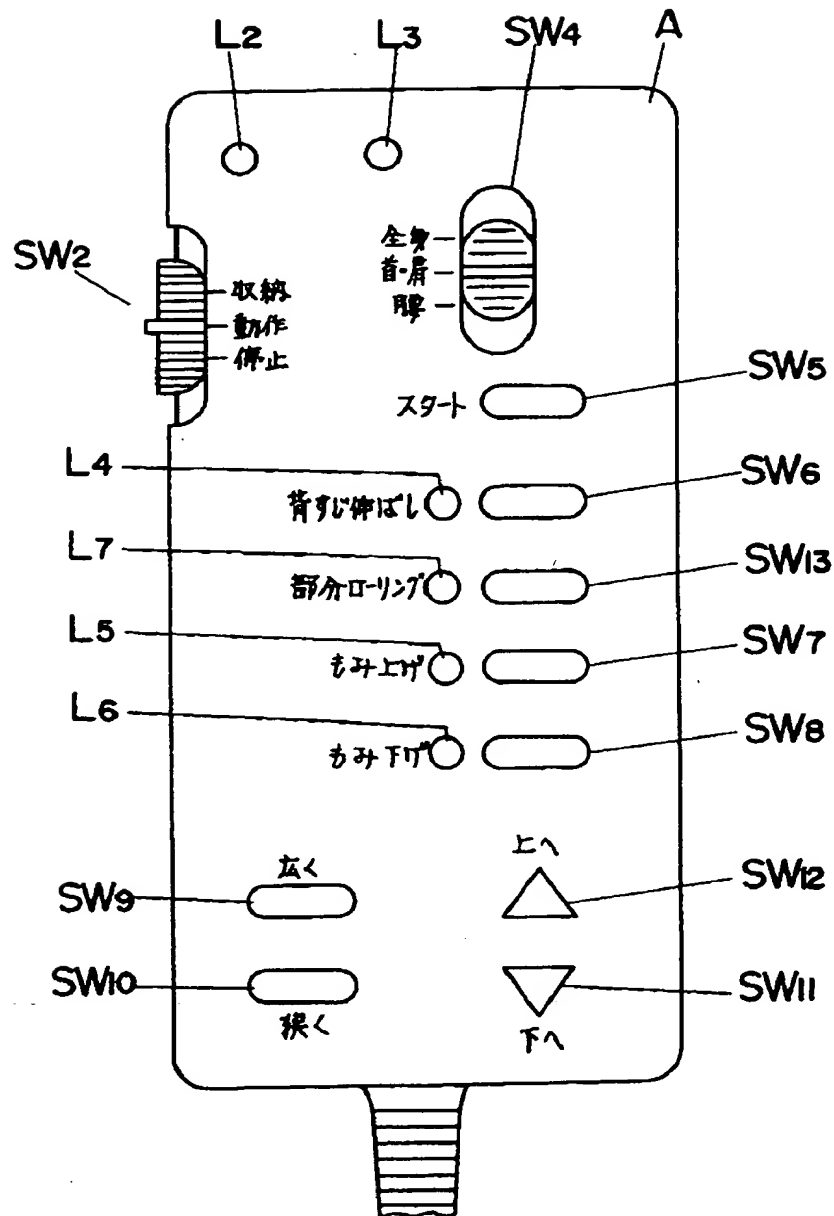 L2 L3 SW4 A
SW2
収納
動作
停止
全身
首・肩
腰
スタート
SW5
L4
背すじ伸ばし
SW6
L7
部分ローリング
SW13
L5
もみ上げ
SW7
L6
もみ下げ
SW8
広く
SW9
上へ
SW12
SW10
狭く
SW11
下へ